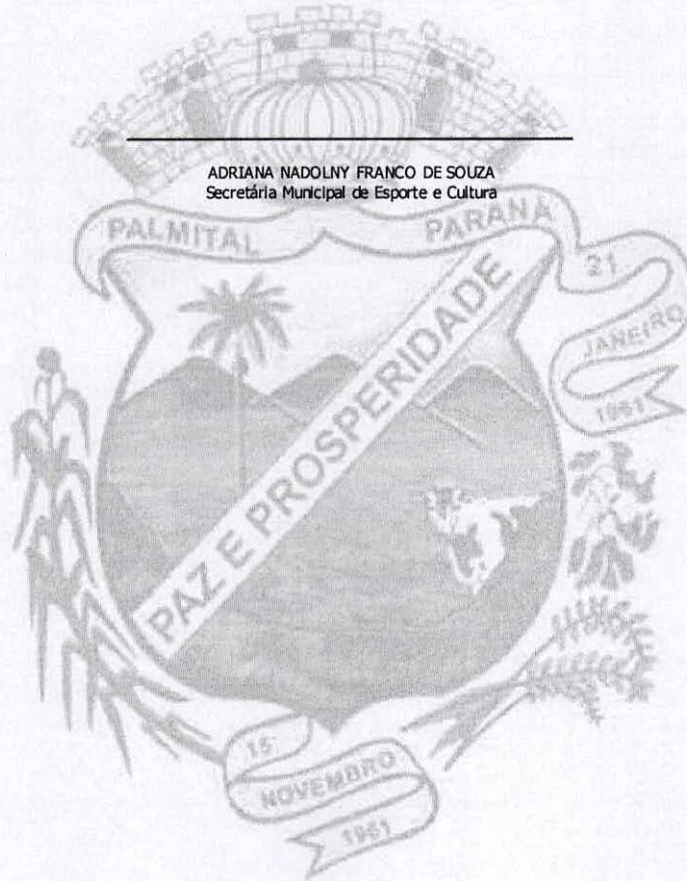 ADRIANA NADOLNY FRANCO DE SOUZA
Secretária Municipal de Esporte e Cultura
PALMITAL PARANÁ
21
JANEIRO
1961
PAZ E PROSPERIDADE
15
NOVEMBRO
1961